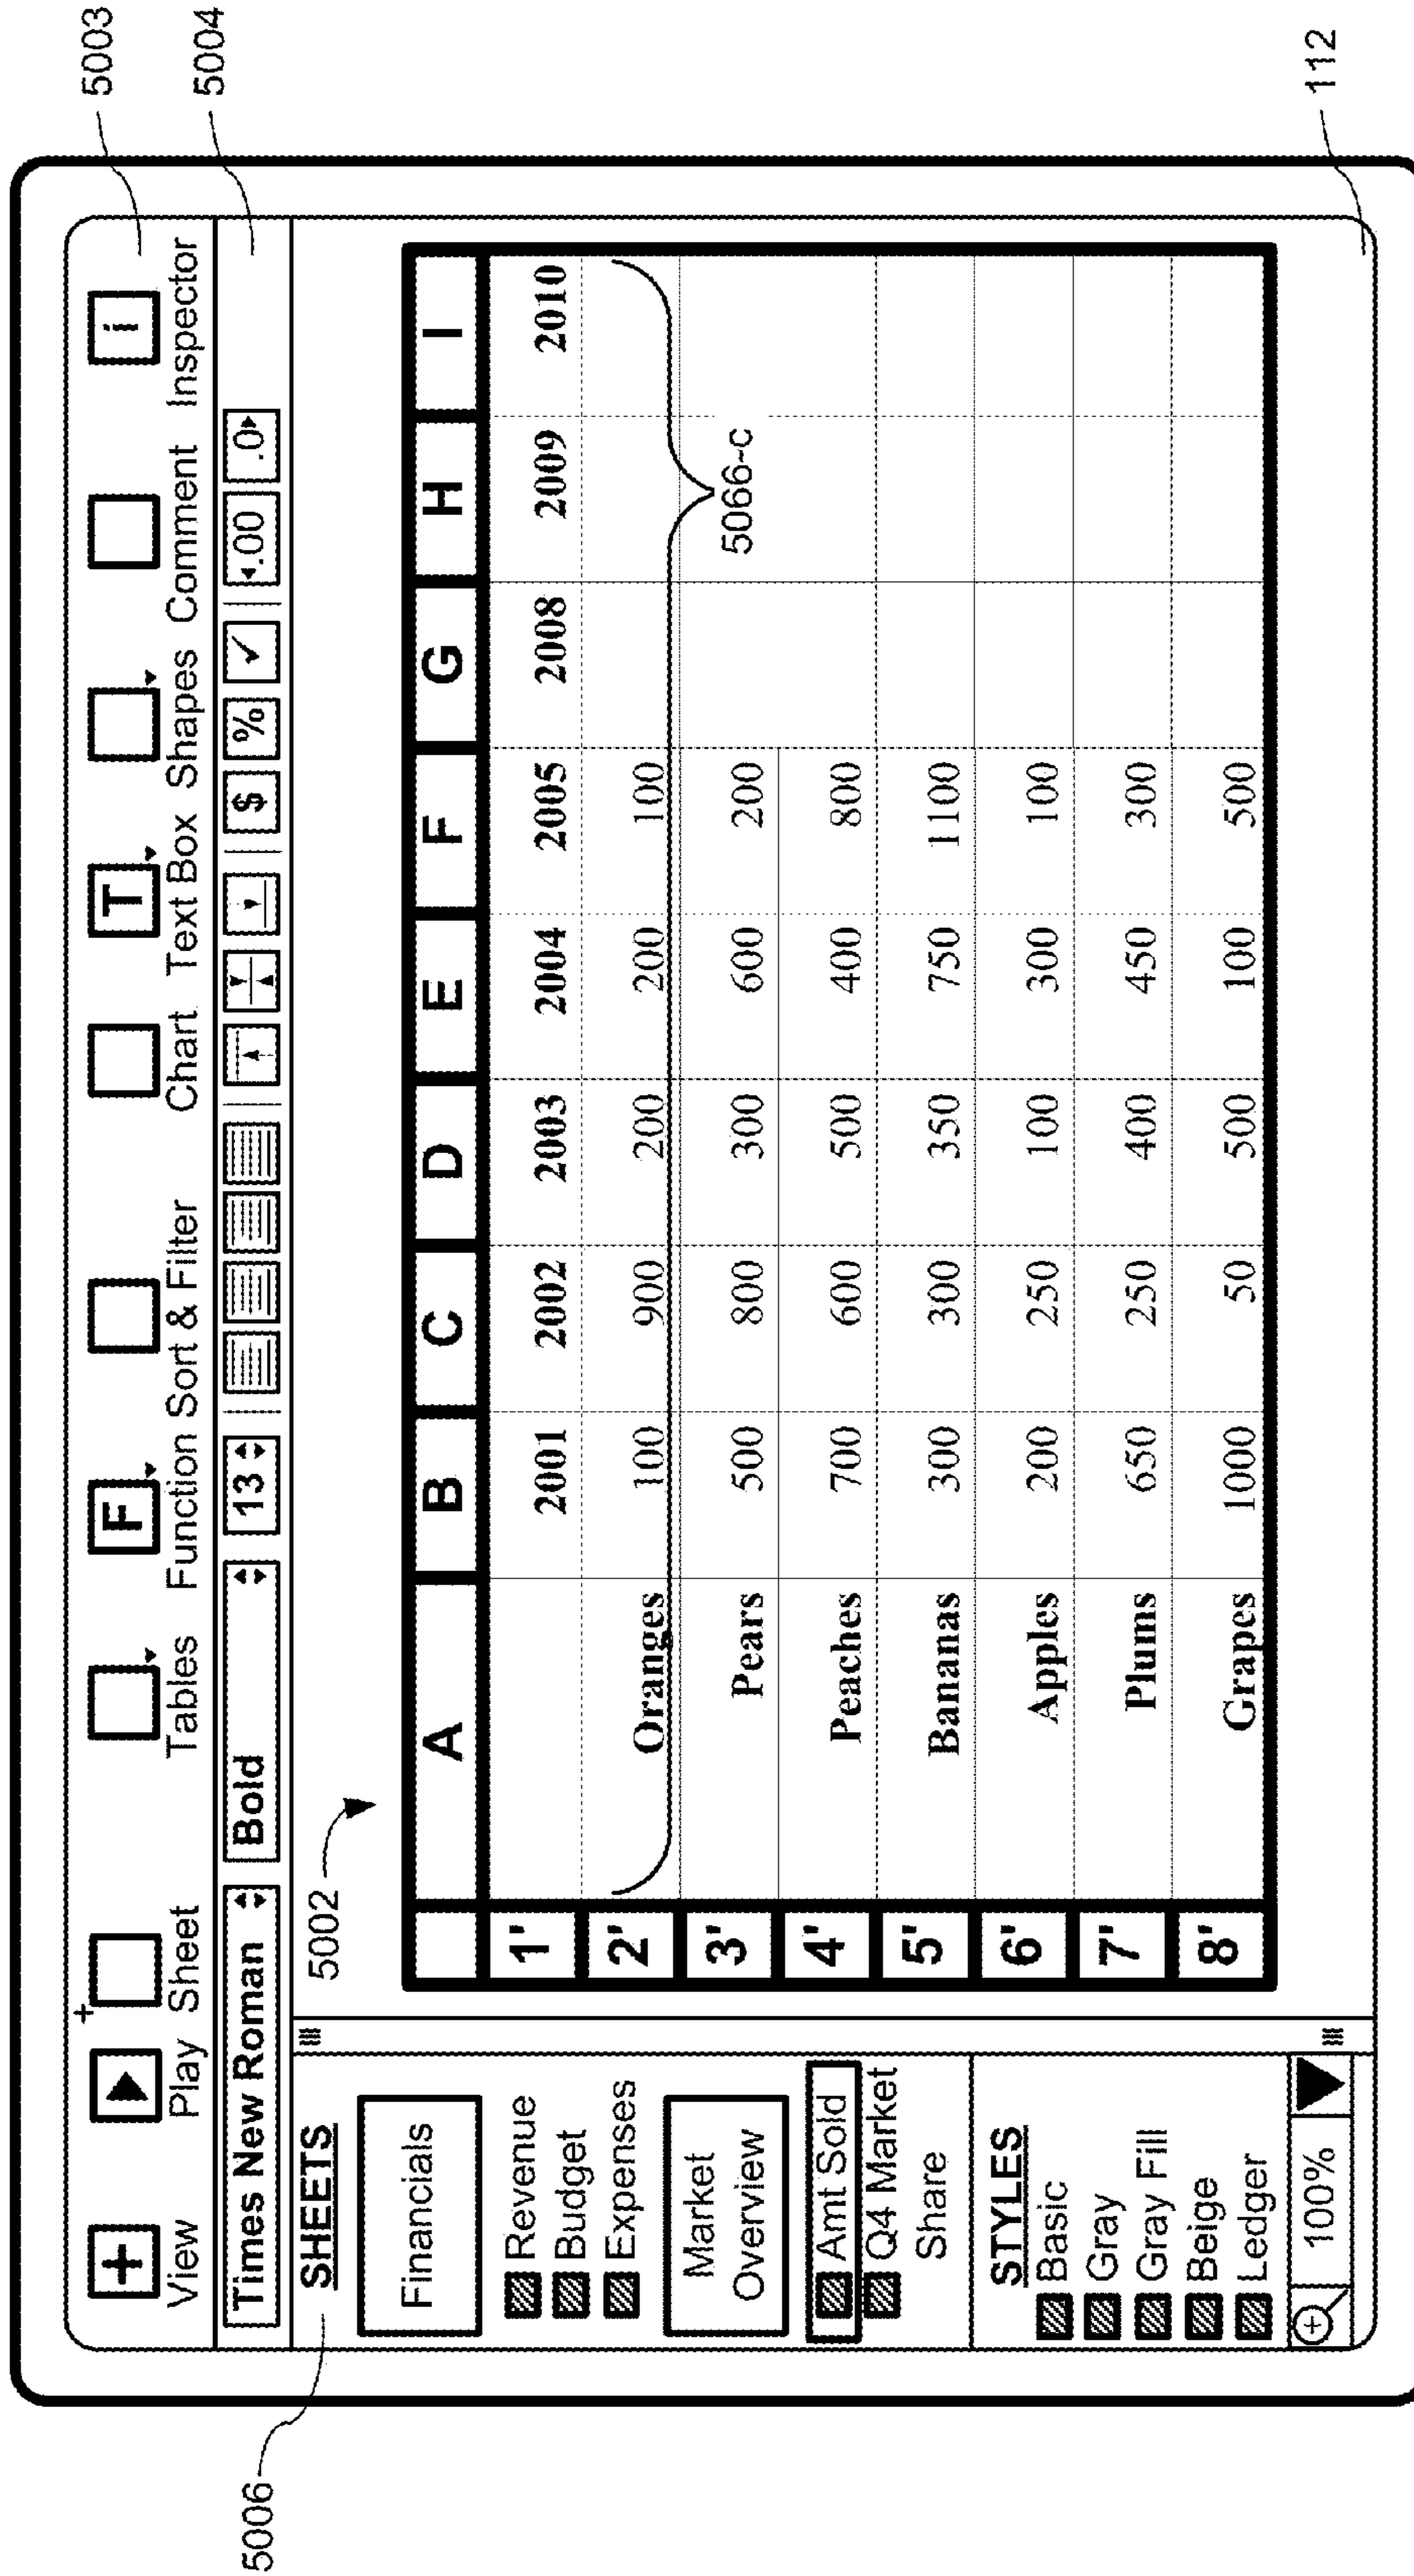 5003
View Play Sheet Tables Function Sort & Filter Chart Text Box Shapes Comment Inspector
+ + F T i
5004
Times New Roman Bold 13 $ % ✓ .00 .0
5006
SHEETS
Financials
Revenue
Budget
Expenses
Market
Overview
Amt Sold
Q4 Market
Share
STYLES
Basic
Gray
Gray Fill
Beige
Ledger
100%
5002
A B C D E F G H I
1' 2001 2002 2003 2004 2005 2008 2009 2010
2' Oranges 100 900 200 200 100
3' Pears 500 800 300 600 200
5066-c
4' Peaches 700 600 500 400 800
5' Bananas 300 300 350 750 1100
6' Apples 200 250 100 300 100
7' Plums 650 250 400 450 300
8' Grapes 1000 50 500 100 500
112